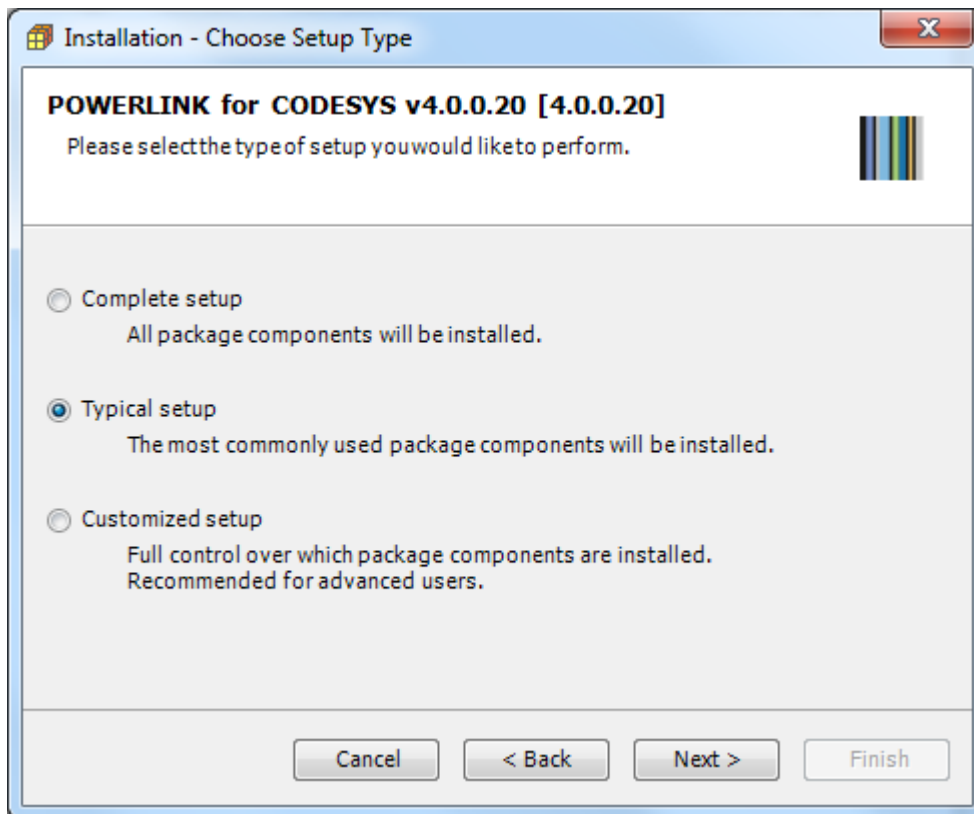 Installation - Choose Setup Type
POWERLINK for CODESYS v4.0.0.20 [4.0.0.20]
Please select the type of setup you would like to perform.
Complete setup
All package components will be installed.
Typical setup
The most commonly used package components will be installed.
Customized setup
Full control over which package components are installed.
Recommended for advanced users.
Cancel < Back Next > Finish